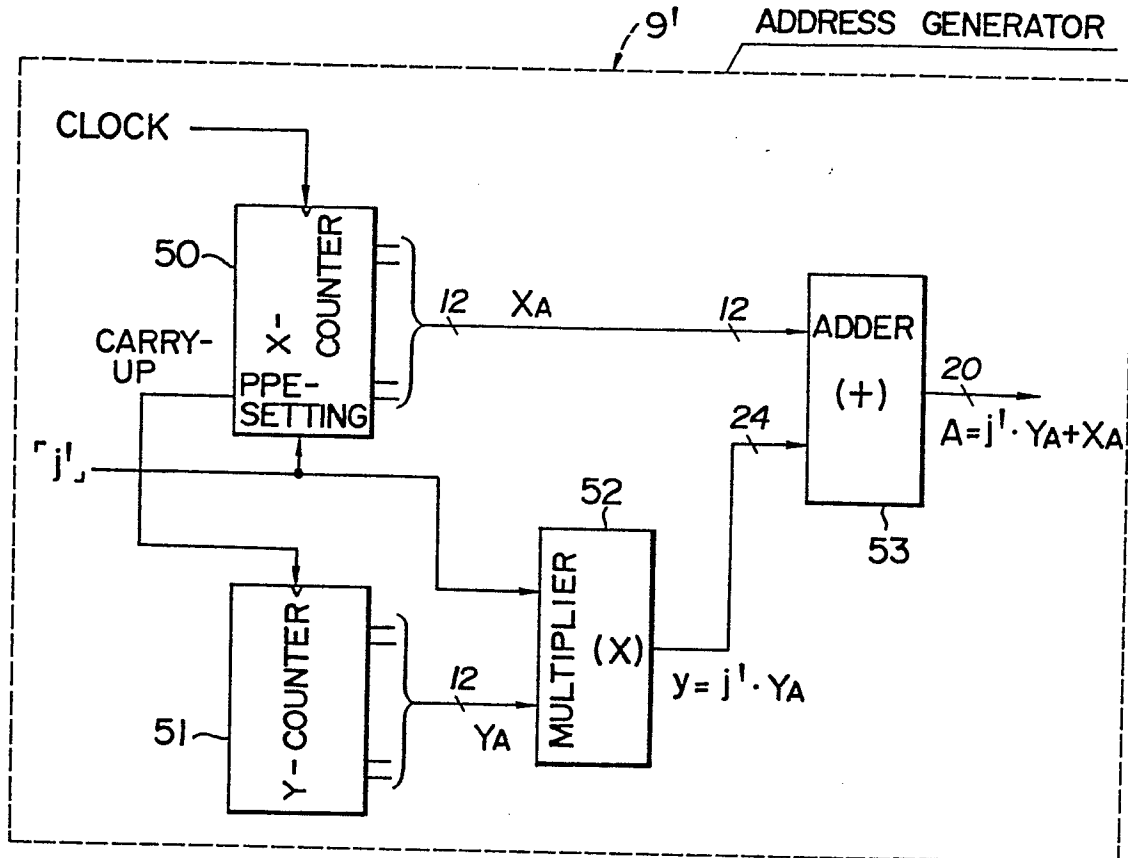 9'
ADDRESS GENERATOR
CLOCK
50
X-
COUNTER
PPE-
SETTING
CARRY-
UP
12
XA
12
ADDER
(+)
20
A=j'·YA+XA
24
53
「j'」
52
MULTIPLIER
(X)
y=j'·YA
51
Y-COUNTER
12
YA